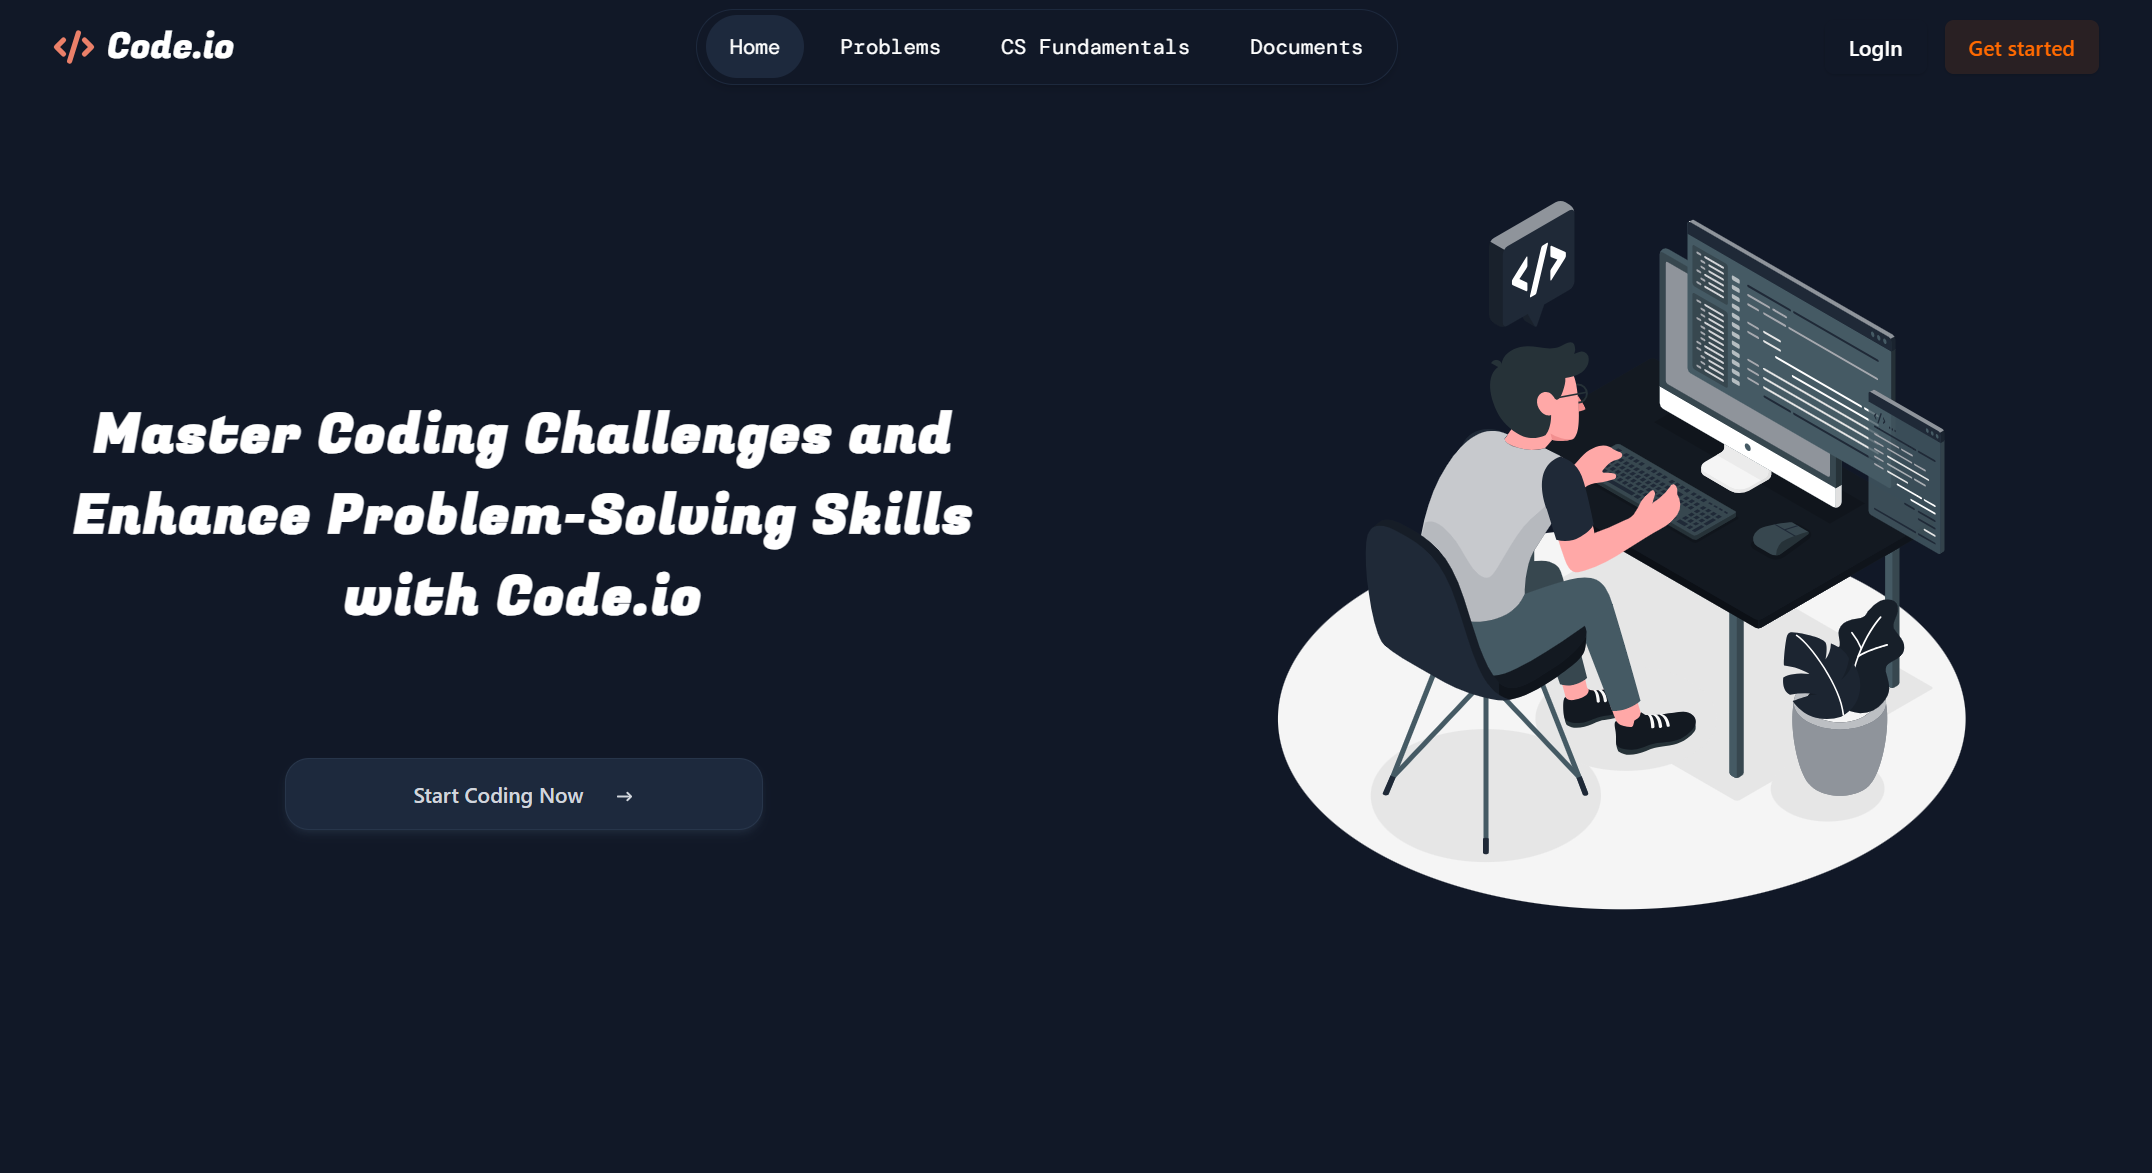 </> Code.io
Home
Problems
CS Fundamentals
Documents
LogIn
Get started
</>
Master Coding Challenges and
Enhance Problem-Solving Skills
with Code.io
Start Coding Now →